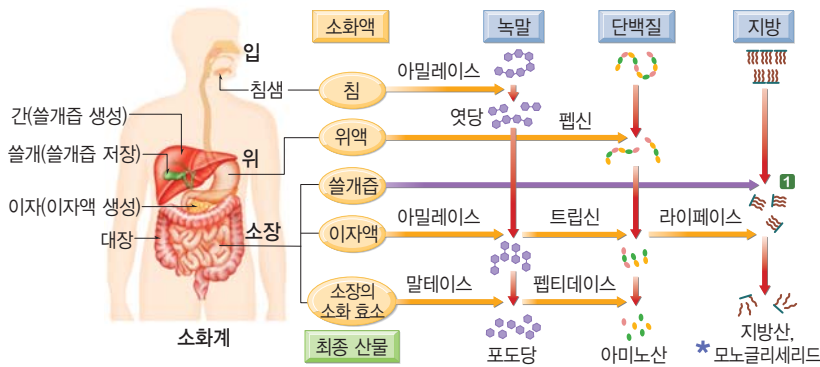 소화액 녹말 단백질 지방
입
침샘 침 아밀레이스
엿당
간(쓸개즙 생성)
위액 펩신
쓸개(쓸개즙 저장) 위
쓸개즙 1
이자(이자액 생성)
이자액 아밀레이스 트립신 라이페이스
대장 소장
소장의
소화 효소 말테이스 펩티데이스
소화계
최종 산물 포도당 아미노산 지방산,
*모노글리세리드